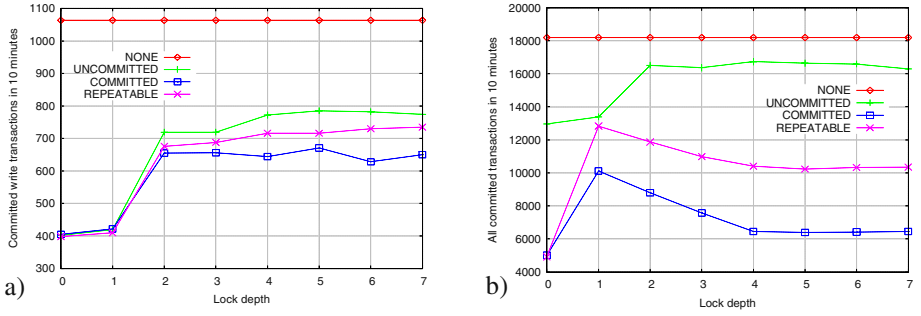 a)
Committed write transactions in 10 minutes
1100
1000
900
800
700
600
500
400
300
NONE
UNCOMMITTED
COMMITTED
REPEATABLE
0 1 2 3 4 5 6 7
Lock depth
b)
All committed transactions in 10 minutes
20000
18000
16000
14000
12000
10000
8000
6000
4000
NONE
UNCOMMITTED
COMMITTED
REPEATABLE
0 1 2 3 4 5 6 7
Lock depth